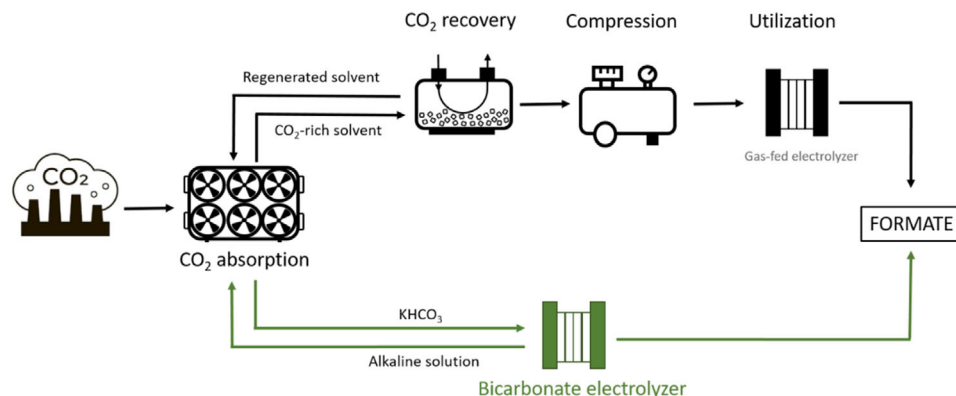 CO₂ recovery
Compression
Utilization
Regenerated solvent
CO₂-rich solvent
Gas-fed electrolyzer
CO₂
FORMATE
CO₂ absorption
KHCO₃
Alkaline solution
Bicarbonate electrolyzer